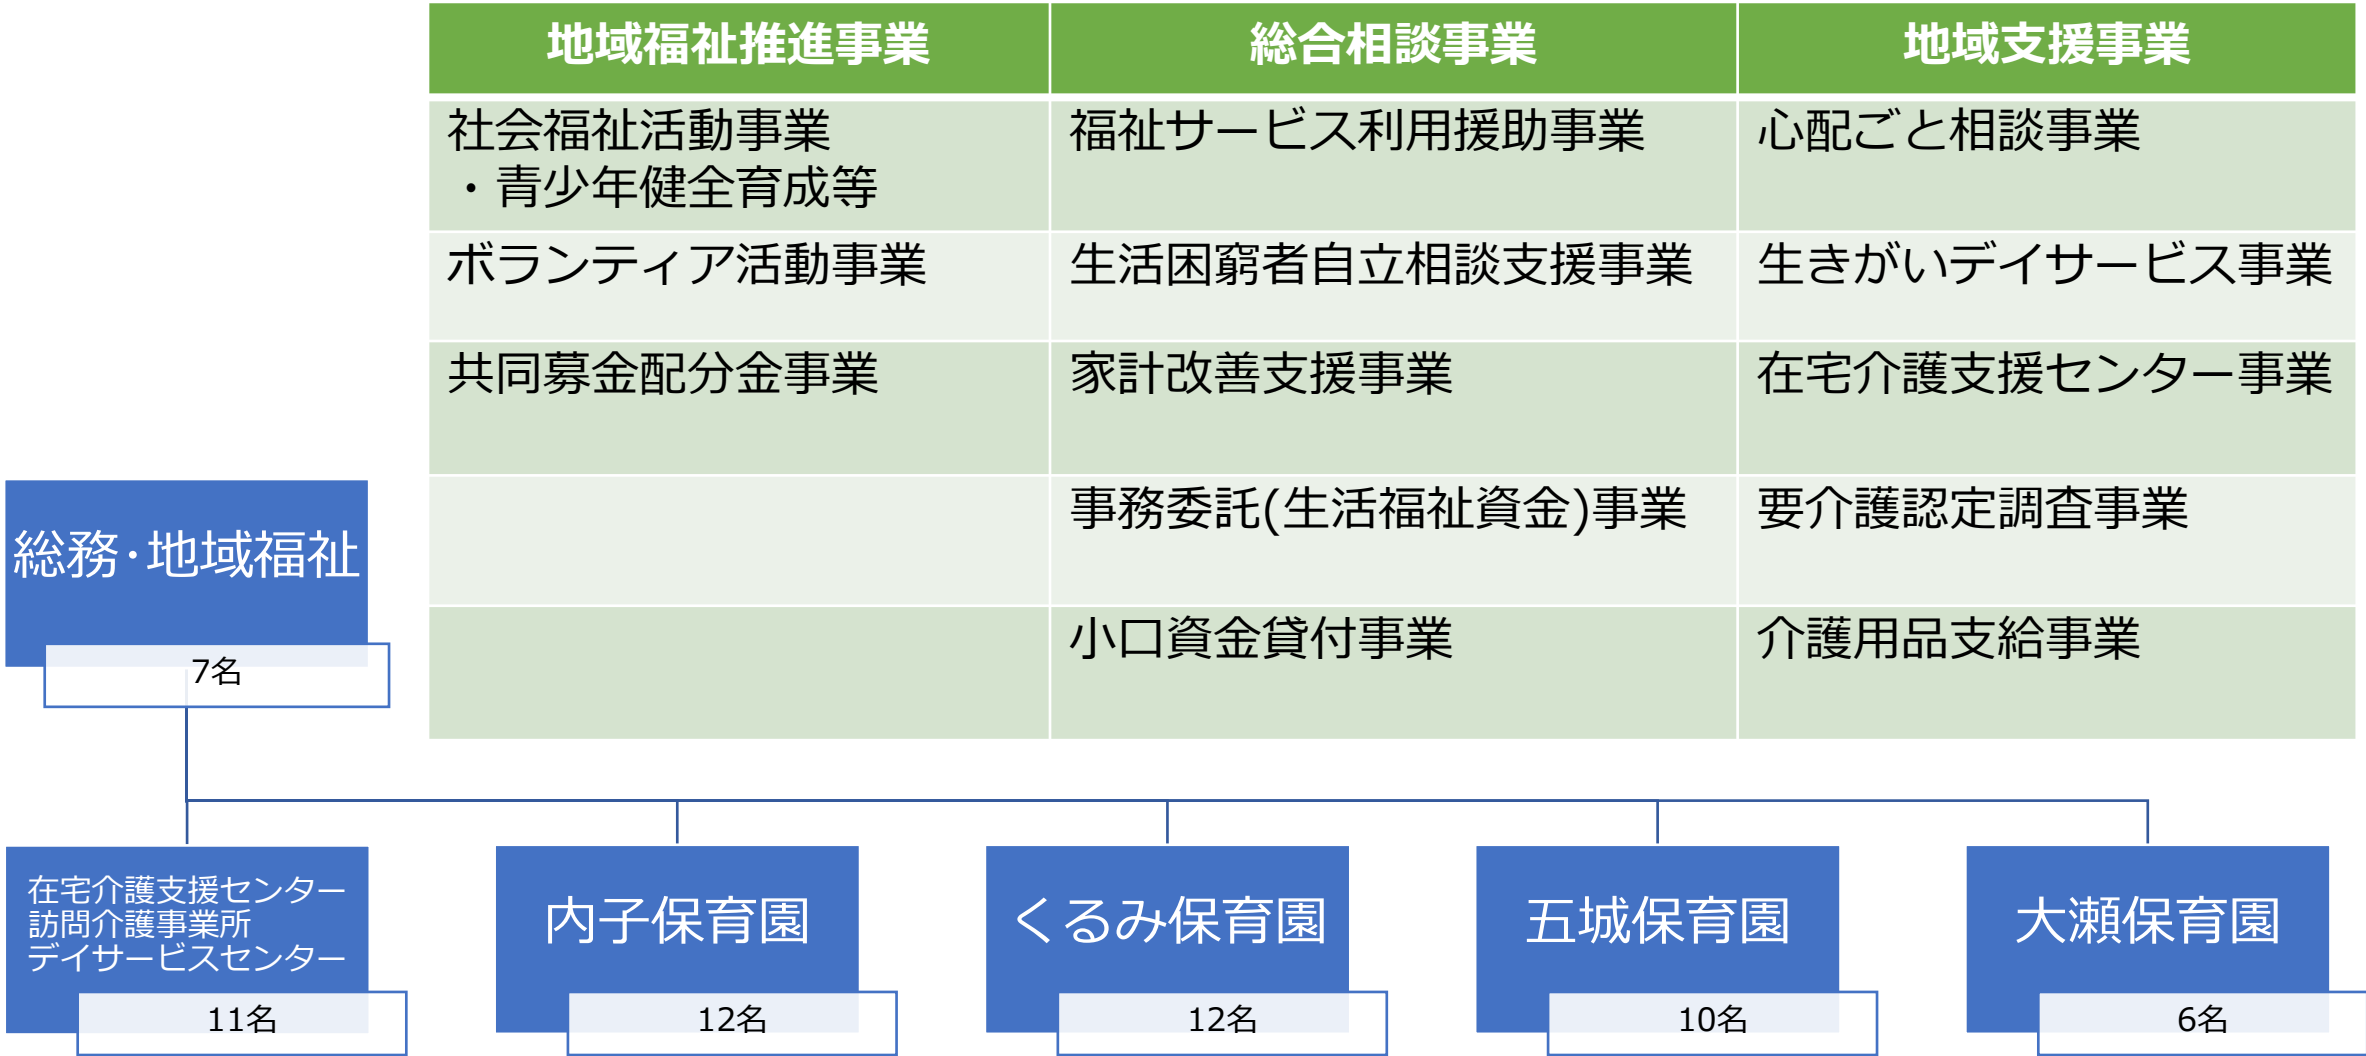 地域福祉推進事業
総合相談事業
地域支援事業
社会福祉活動事業
・青少年健全育成等
福祉サービス利用援助事業
心配ごと相談事業
ボランティア活動事業
生活困窮者自立相談支援事業
生きがいデイサービス事業
共同募金配分金事業
家計改善支援事業
在宅介護支援センター事業
事務委託(生活福祉資金)事業
要介護認定調査事業
小口資金貸付事業
介護用品支給事業
総務・地域福祉
7名
在宅介護支援センター
訪問介護事業所
デイサービスセンター
11名
内子保育園
12名
くるみ保育園
12名
五城保育園
10名
大瀬保育園
6名